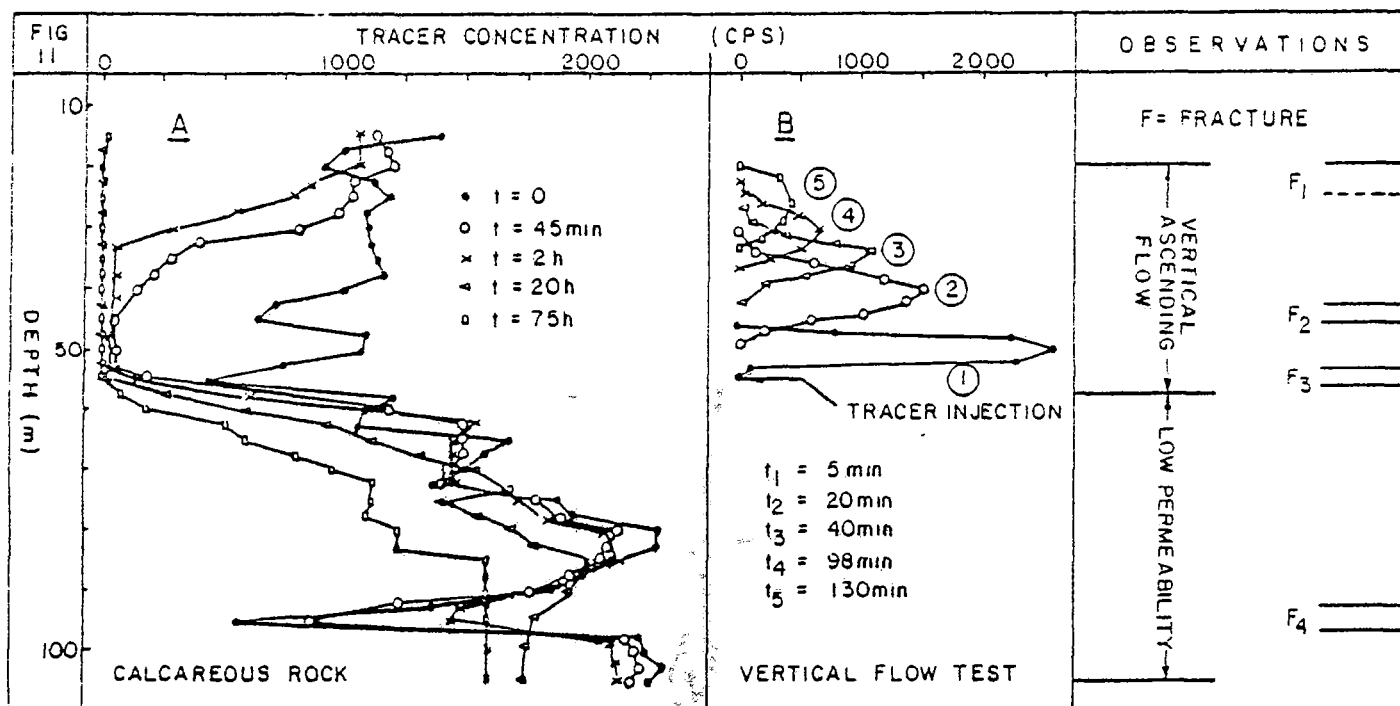 FIG 11
TRACER CONCENTRATION (CPS)
OBSERVATIONS
0 1000 2000
0 1000 2000
DEPTH (m)
10
50
100
A
t = 0
t = 45min
t = 2h
t = 20h
t = 75h
CALCAREOUS ROCK
B
5
4
3
2
1
TRACER INJECTION
t1 = 5 min
t2 = 20min
t3 = 40min
t4 = 98min
t5 = 130min
VERTICAL FLOW TEST
F= FRACTURE
VERTICAL
ASCENDING
FLOW
LOW PERMEABILITY
F1
F2
F3
F4